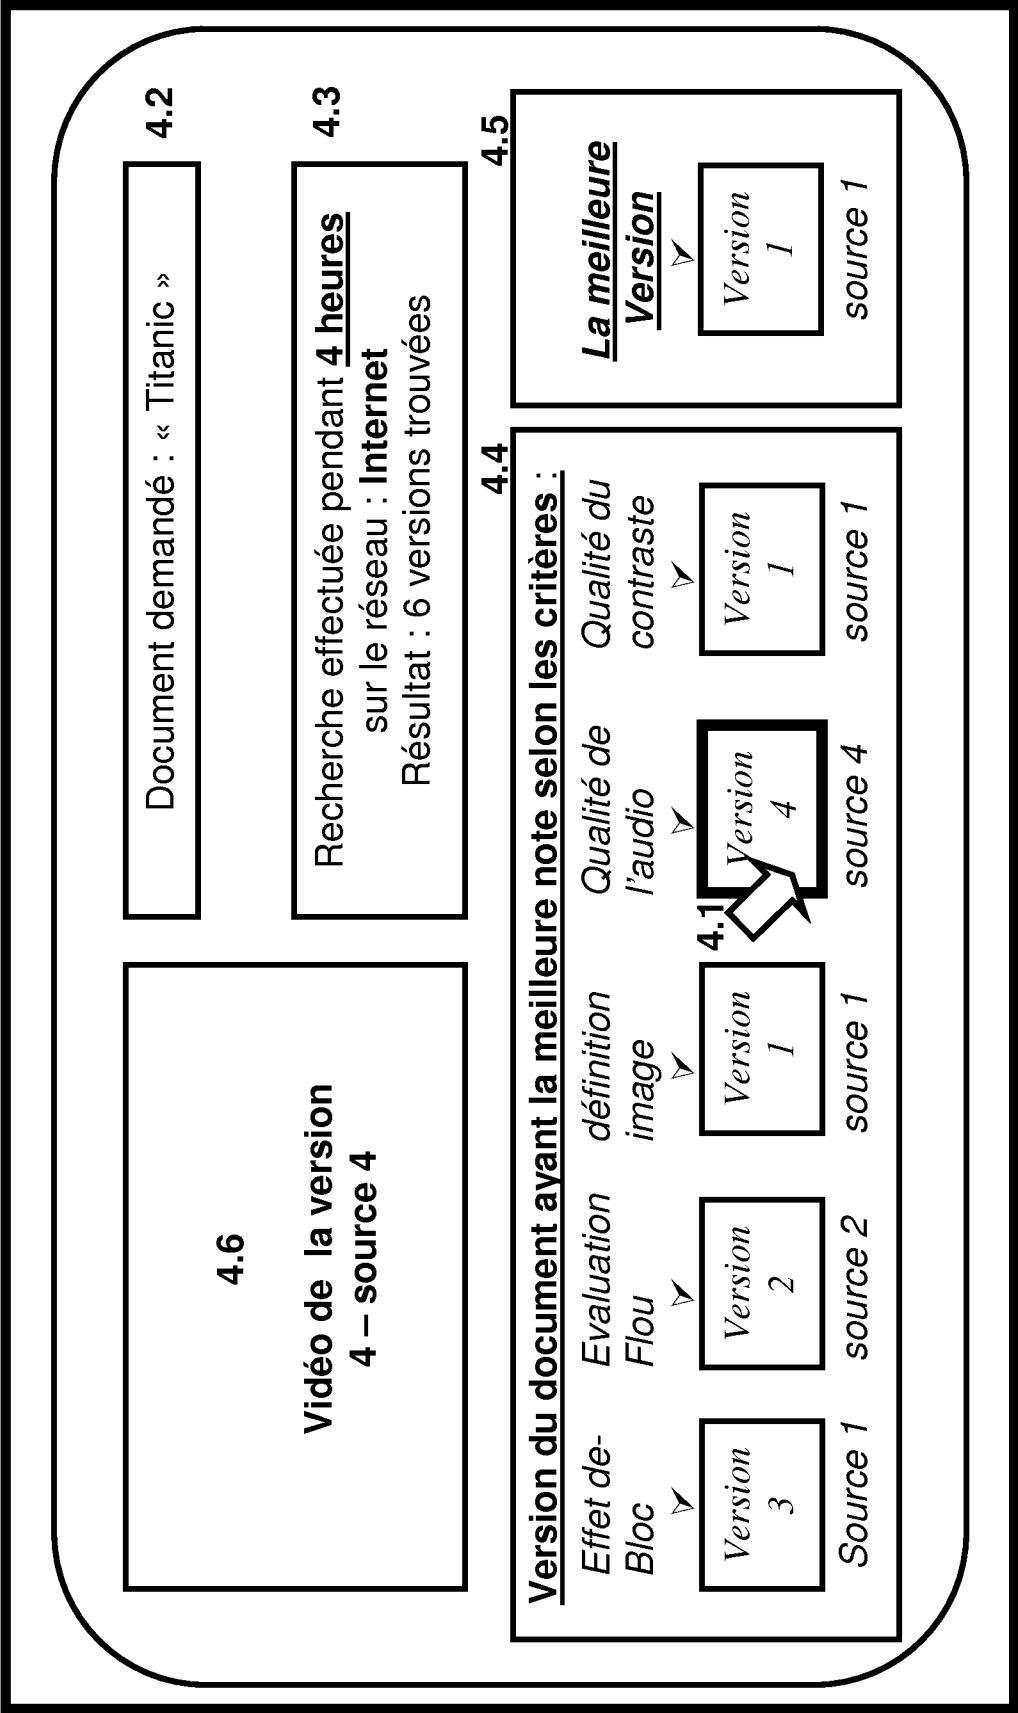 4.6
Vidéo de la version
4 – source 4
Document demandé : « Titanic »
4.2
Recherche effectuée pendant 4 heures
sur le réseau : Internet
Résultat : 6 versions trouvées
4.3
4.4
Version du document ayant la meilleure note selon les critères :
Effet de-
Bloc
Version
3
Source 1
Evaluation
Flou
Version
2
source 2
définition
image
Version
1
source 1
4.1
Qualité de
l'audio
Version
4
source 4
Qualité du
contraste
Version
1
source 1
4.5
La meilleure
Version
Version
1
source 1